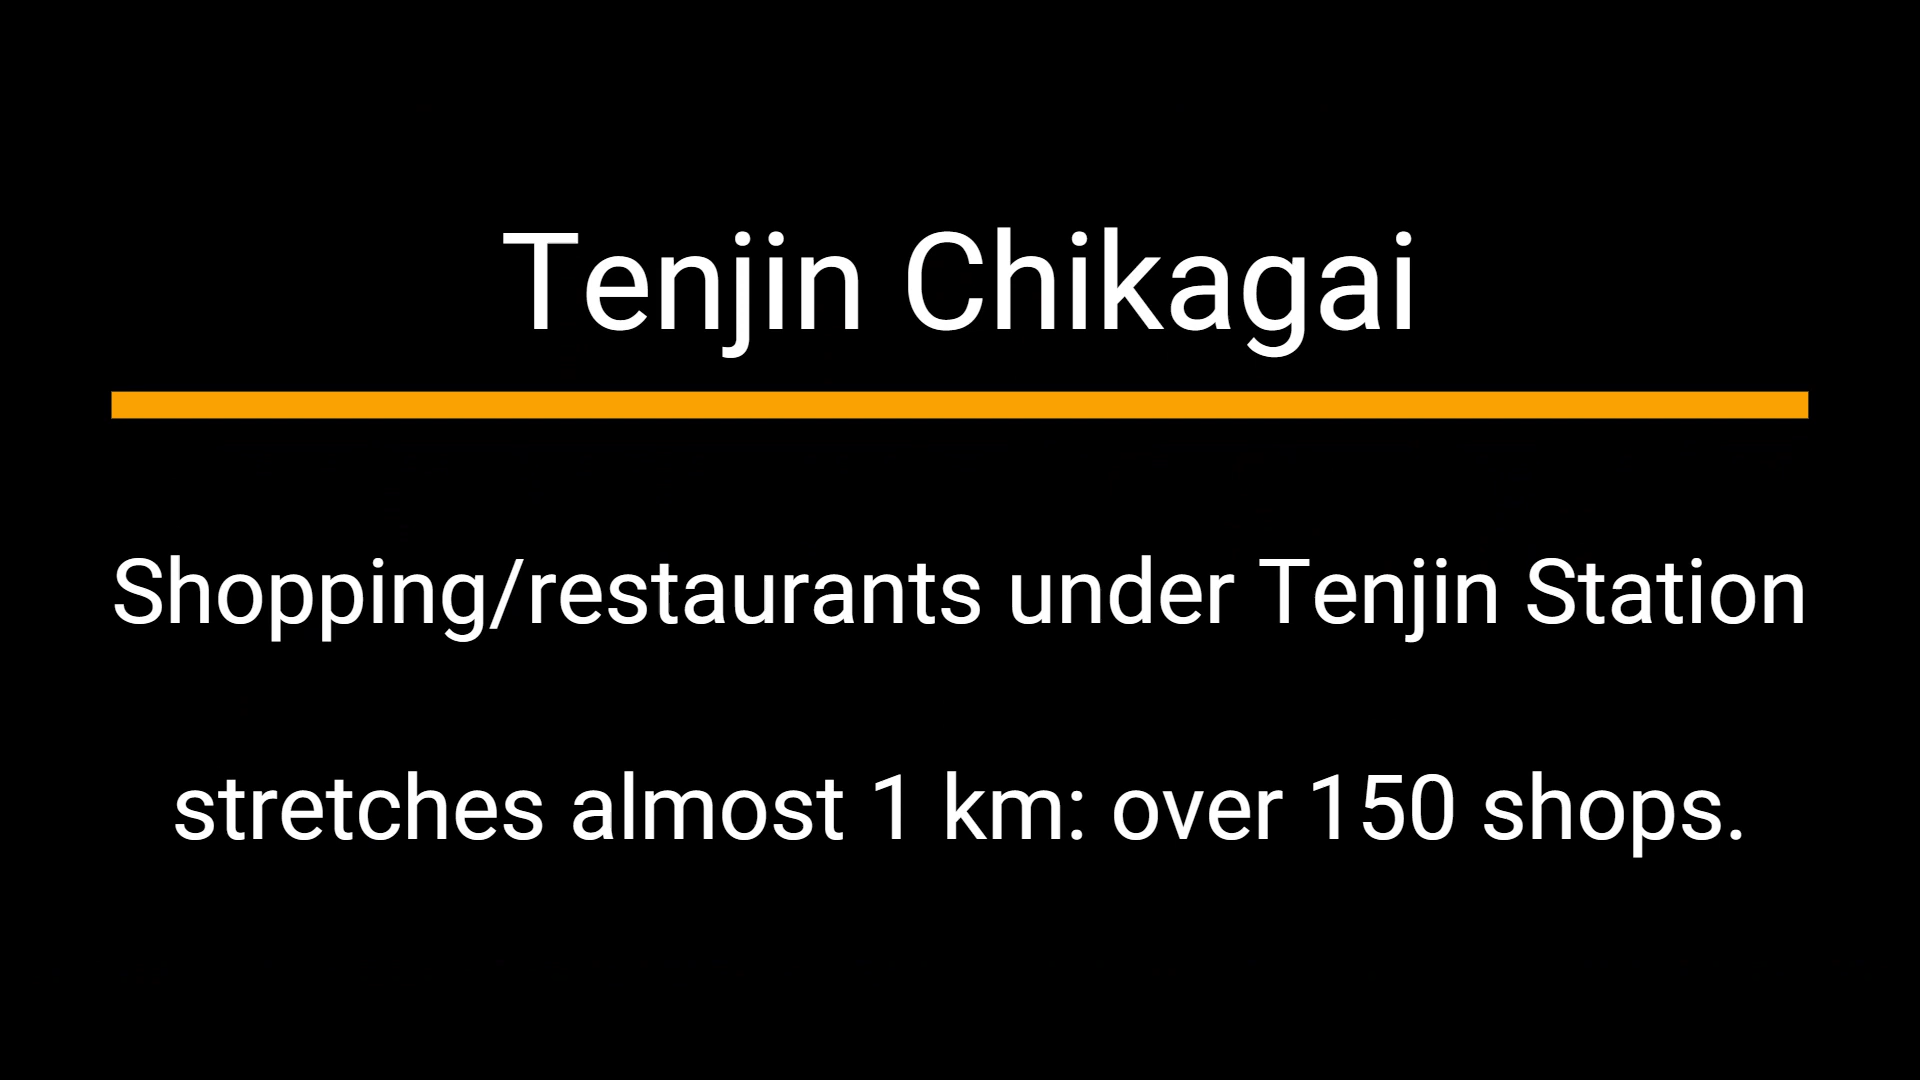 Tenjin Chikagai
Shopping/restaurants under Tenjin Station
stretches almost 1 km: over 150 shops.